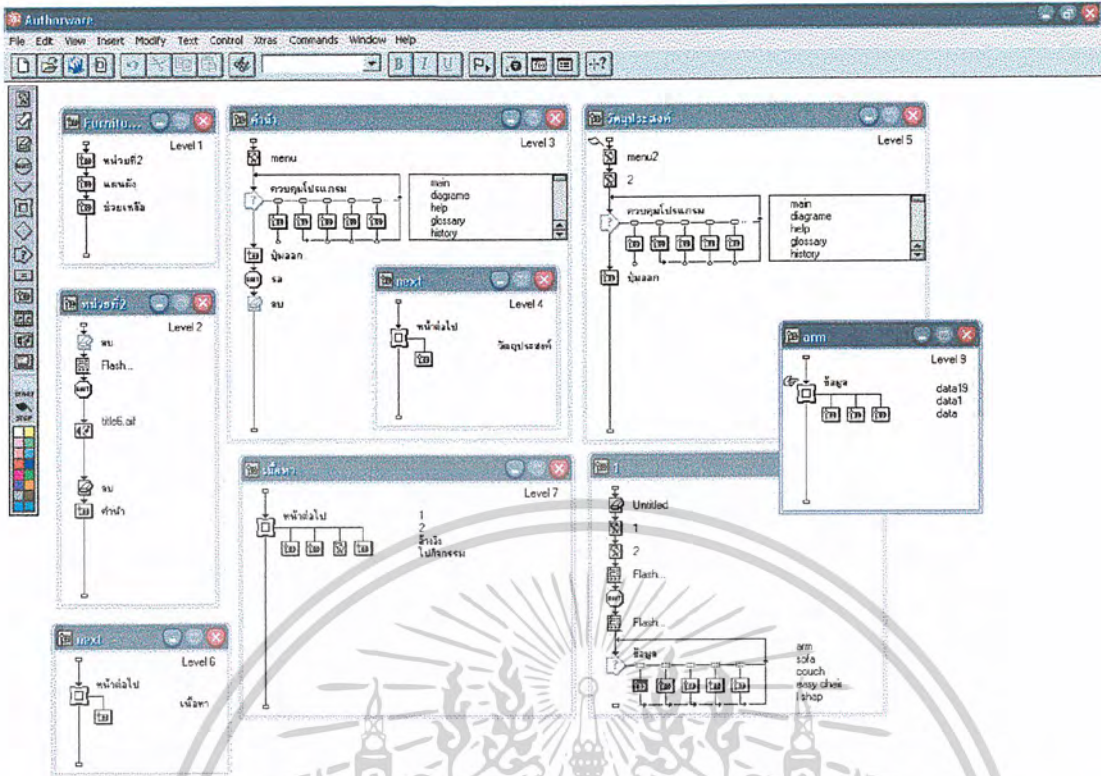 Authorware
File Edit View Insert Modify Text Control Xtras Commands Window Help
B I U
Furnitu...
Level 1
หน่วยที่2
แผนผัง
ช่วยเหลือ
คำนำ
Level 3
menu
ควบคุมโปรแกรม
main
diagrame
help
glossary
history
ปุ่มออก
WAIT
รอ
ลบ
วัตถุประสงค์
Level 5
menu2
2
ควบคุมโปรแกรม
main
diagrame
help
glossary
history
ปุ่มออก
next
Level 4
หน้าต่อไป
วัตถุประสงค์
หน่วยที่2
Level 2
ลบ
Flash...
WAIT
ลบ
คำนำ
arm
Level 9
ข้อมูล
data19
data1
data
เนื้อหา
Level 7
หน้าต่อไป
1
2
อ้างอิง
ไปกิจกรรม
1
Untitled
1
2
Flash...
WAIT
Flash...
ข้อมูล
arm
sofa
couch
easy chair
l shap
next
Level 6
หน้าต่อไป
เนื้อหา
START
STOP